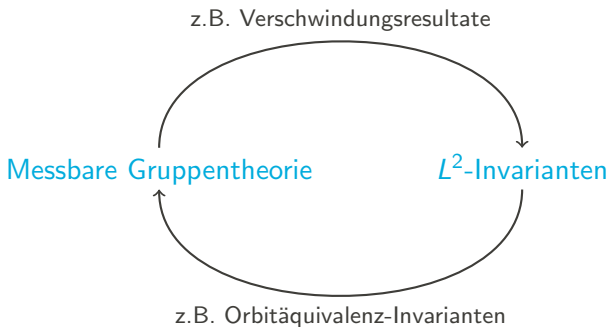 z.B. Verschwindungsresultate
Messbare Gruppentheorie
L²-Invarianten
z.B. Orbitäquivalenz-Invarianten